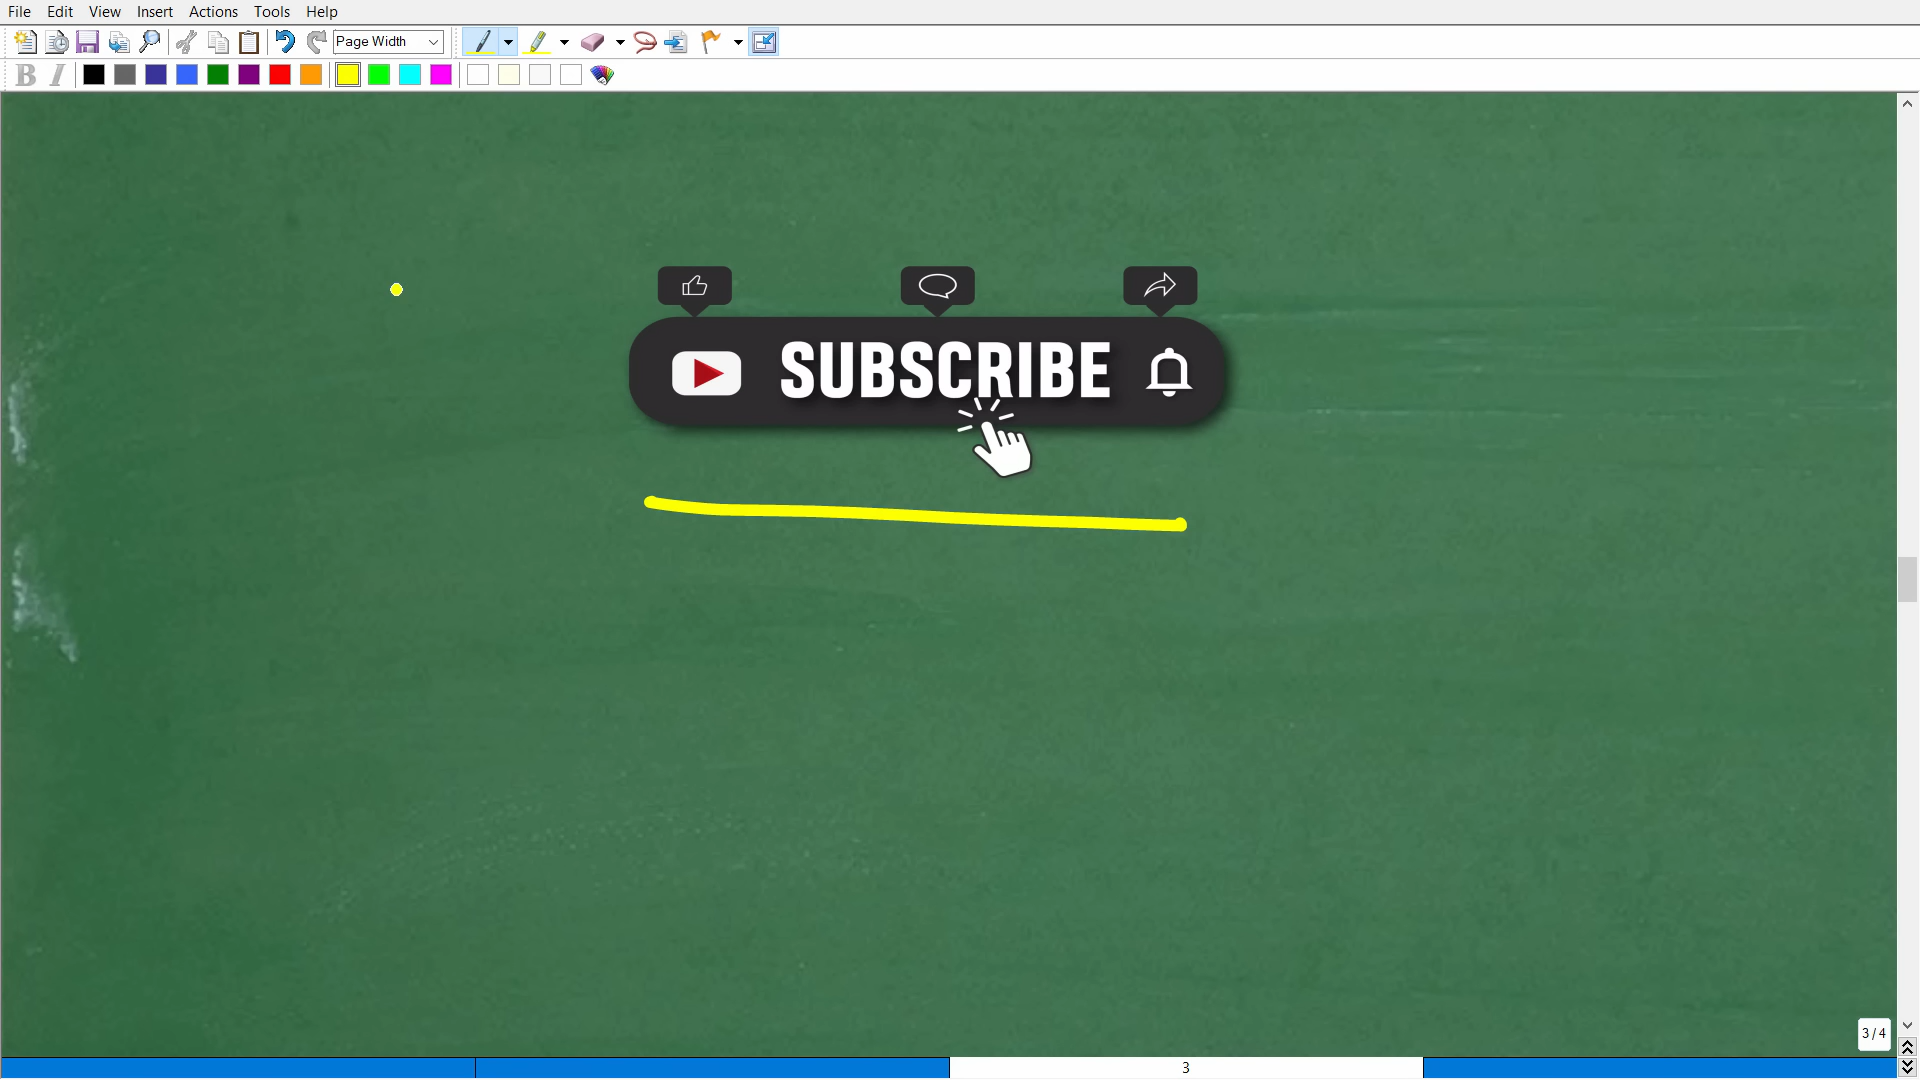 File Edit View Insert Actions Tools Help
Page Width
B I
SUBSCRIBE
3 / 4
3